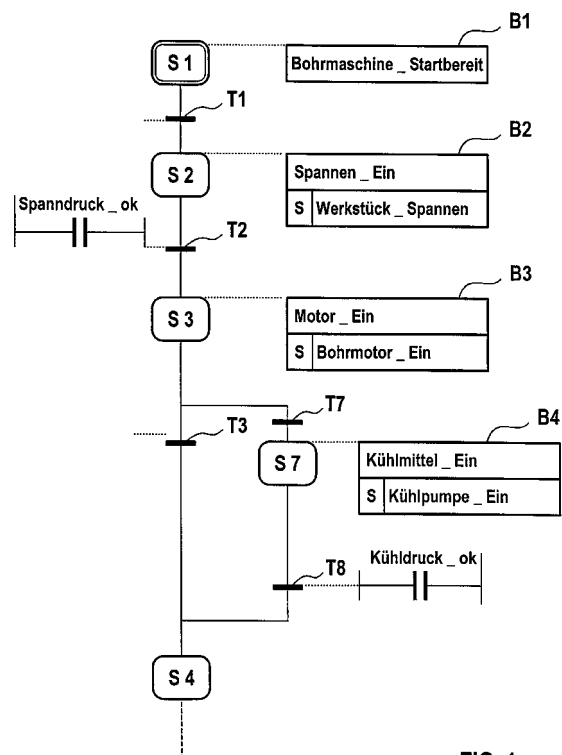 B1
S 1
Bohrmaschine _ Startbereit
T1
B2
S 2
Spannen _ Ein
S Werkstück _ Spannen
Spanndruck _ ok
T2
B3
S 3
Motor _ Ein
S Bohrmotor _ Ein
T7
T3
B4
S 7
Kühlmittel _ Ein
S Kühlpumpe _ Ein
Kühldruck _ ok
T8
S 4